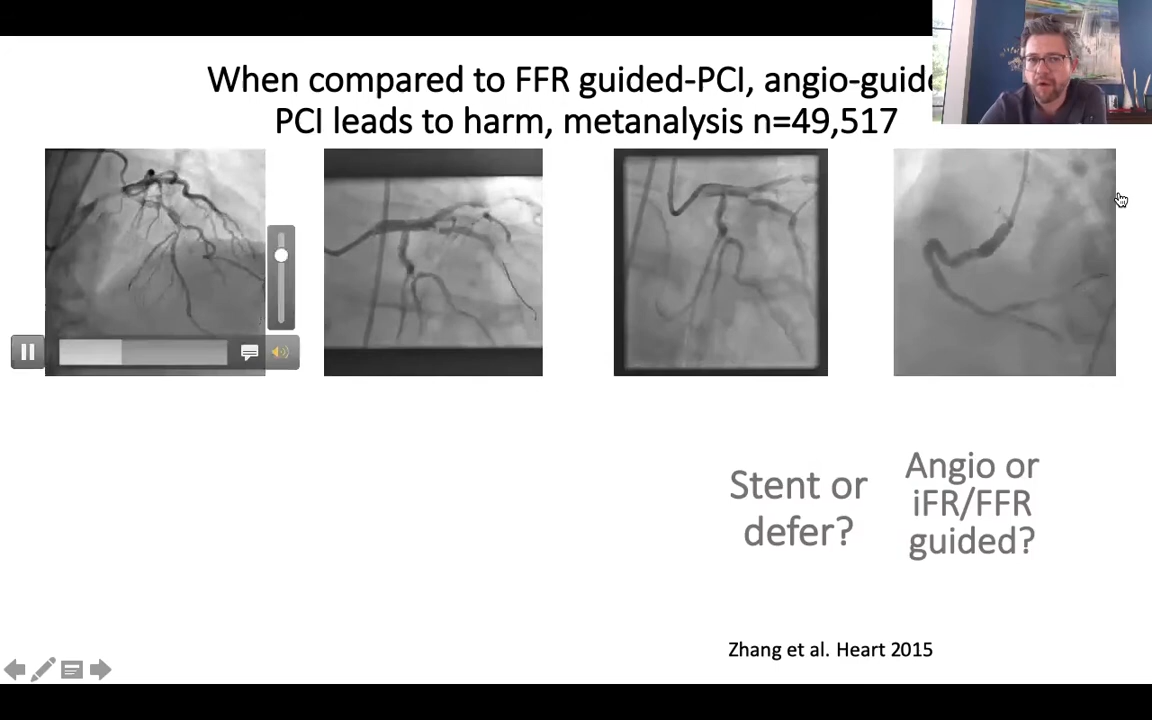 When compared to FFR guided-PCI, angio-guide
PCI leads to harm, metanalysis n=49,517
Stent or
defer?
Angio or
iFR/FFR
guided?
Zhang et al. Heart 2015